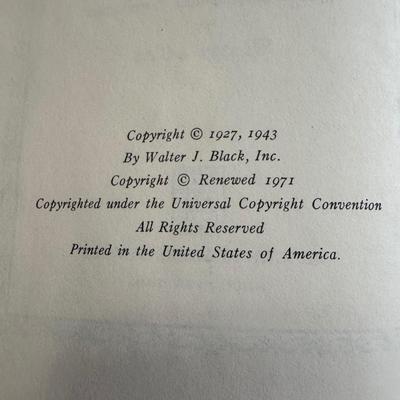 Copyright © 1927, 1943
By Walter J. Black, Inc.
Copyright © Renewed 1971
Copyrighted under the Universal Copyright Convention
All Rights Reserved
Printed in the United States of America.